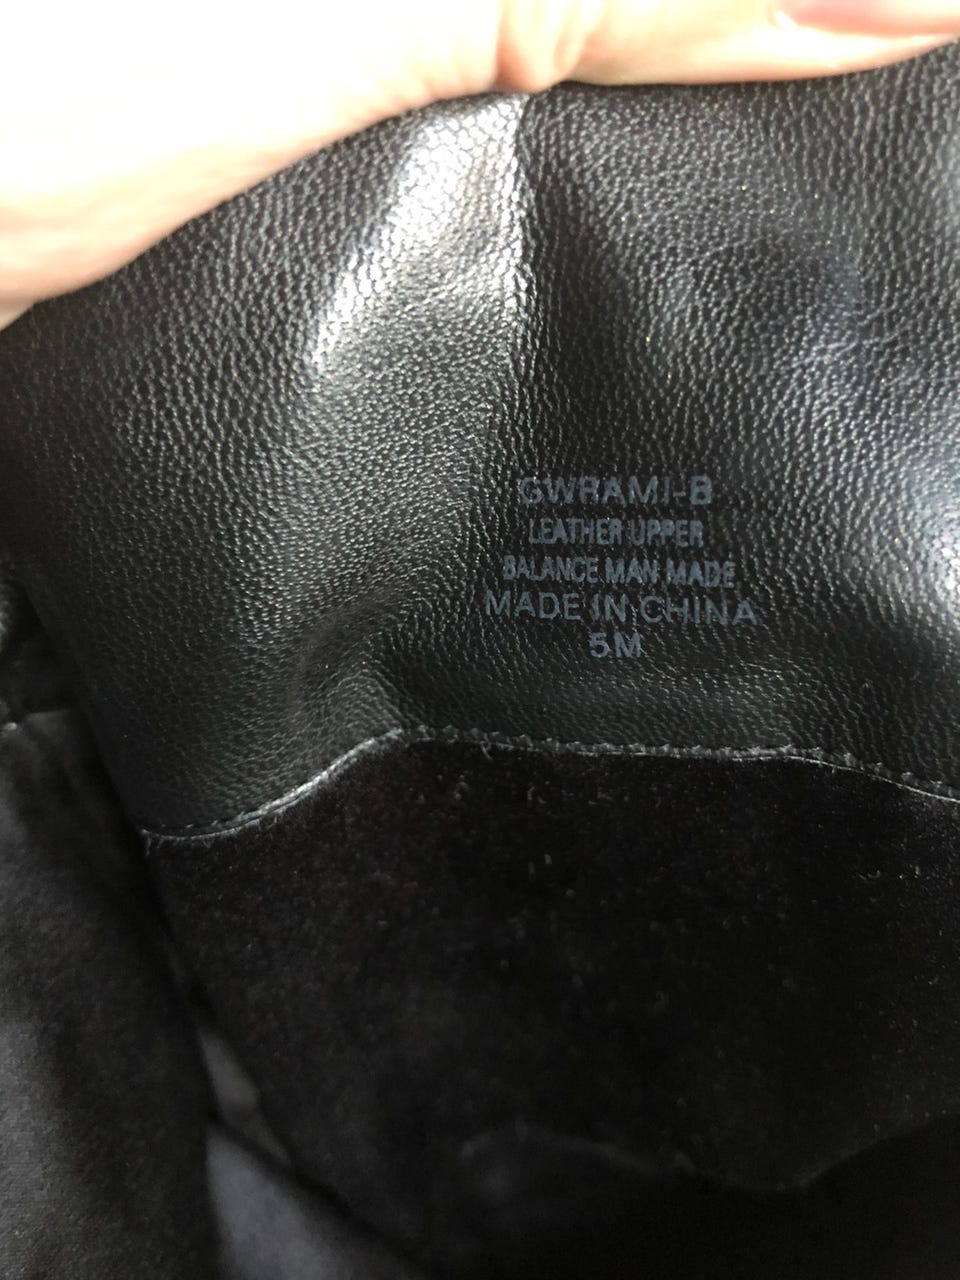 GWRAMI-B
LEATHER UPPER
BALANCE MAN MADE
MADE IN CHINA
5M